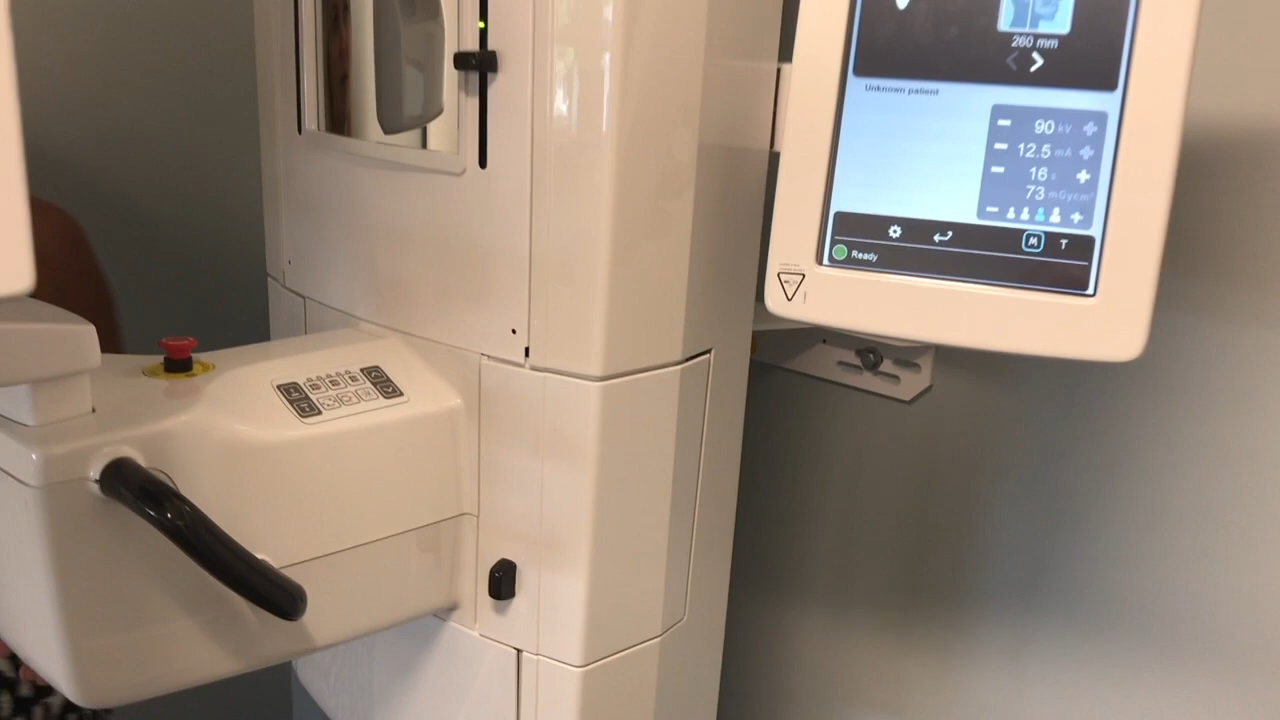 260 mm
Unknown patient
90 kV
12.5 mA
16 s
73 mGycm²
M T
Ready